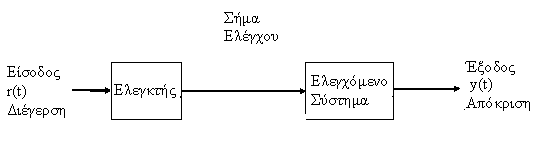 Σήμα
Ελέγχου
Είσοδος
r(t)
Διέγερση
Ελεγκτής
Ελεγχόμενο
Σύστημα
Έξοδος
y(t)
Απόκριση